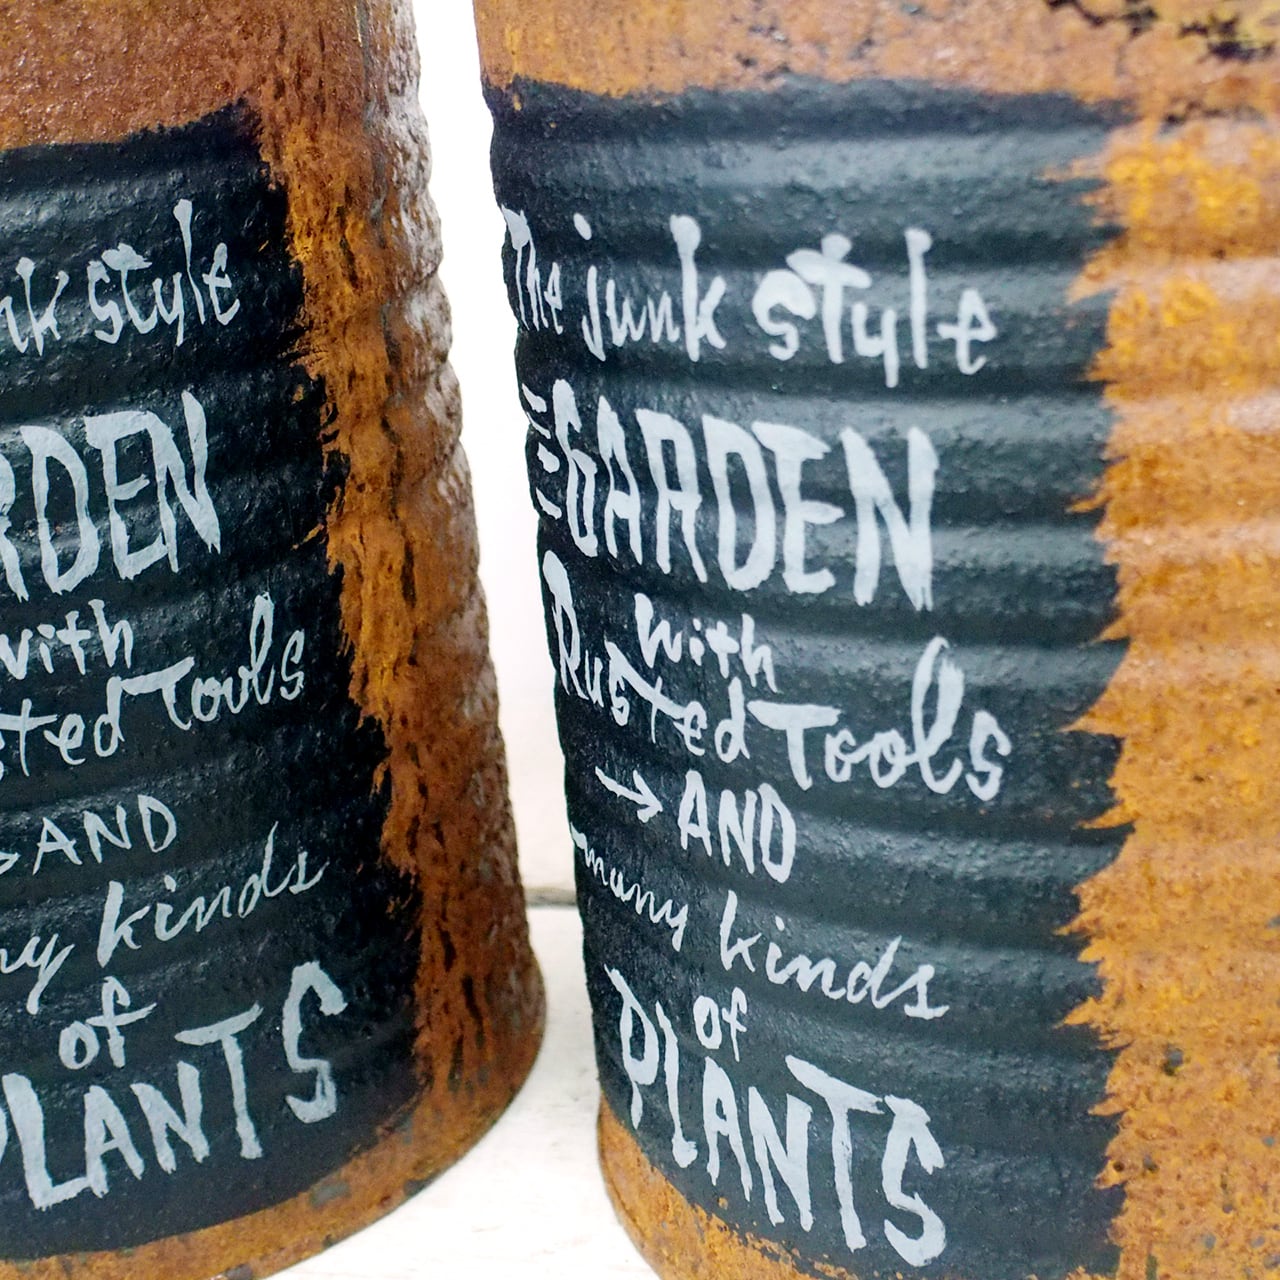 nk style
RDEN
with
sted Tools
AND
ny kinds
of
PLANTS
The junk style
GARDEN
with
Rusted Tools
→ AND
many kinds
of
PLANTS